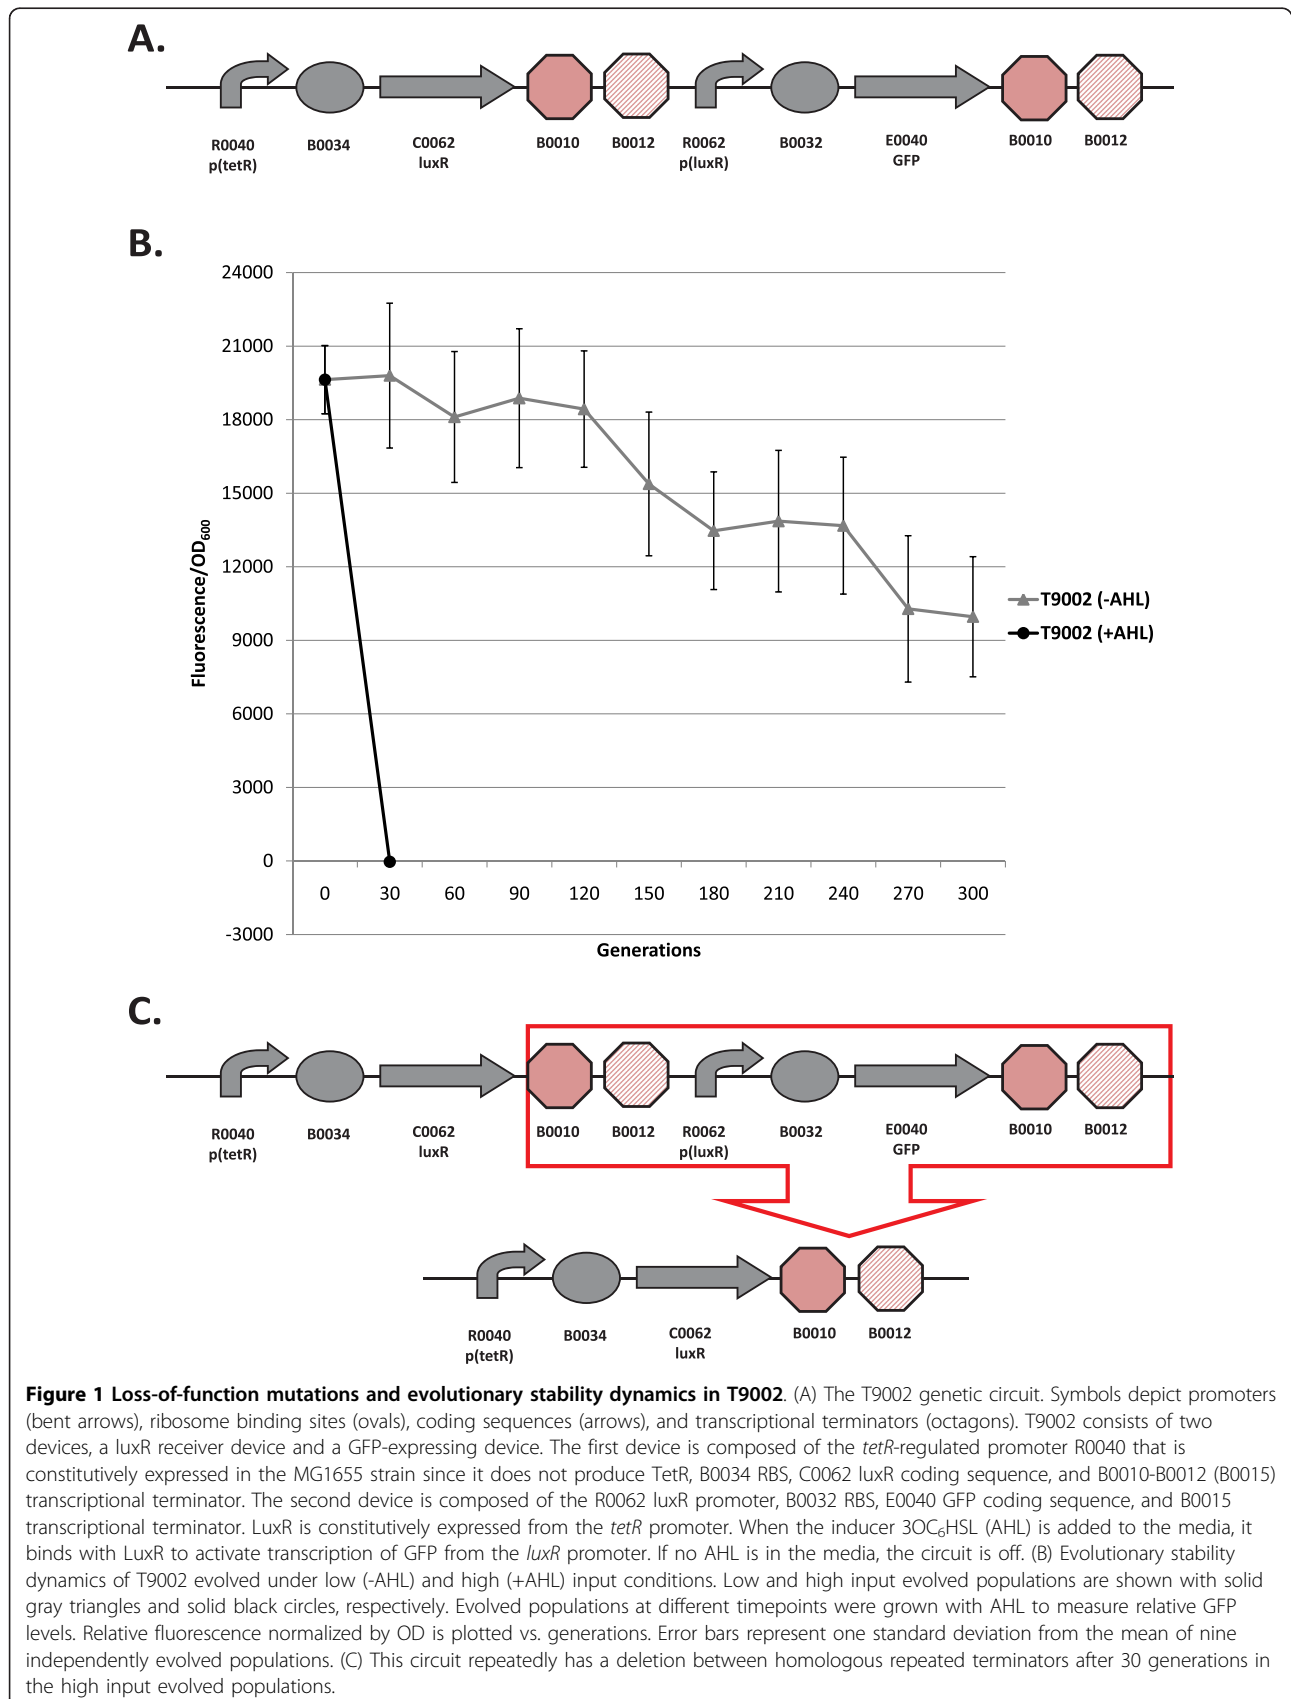 A.
R0040 B0034 C0062 B0010 B0012 R0062 B0032 E0040 B0010 B0012
p(tetR) luxR p(luxR) GFP
B.
24000
21000
18000
15000
12000
9000
6000
3000
0
-3000
Fluorescence/OD600
0 30 60 90 120 150 180 210 240 270 300
Generations
T9002 (-AHL)
T9002 (+AHL)
C.
R0040 B0034 C0062 B0010 B0012 R0062 B0032 E0040 B0010 B0012
p(tetR) luxR p(luxR) GFP
R0040 B0034 C0062 B0010 B0012
p(tetR) luxR
Figure 1 Loss-of-function mutations and evolutionary stability dynamics in T9002. (A) The T9002 genetic circuit. Symbols depict promoters
(bent arrows), ribosome binding sites (ovals), coding sequences (arrows), and transcriptional terminators (octagons). T9002 consists of two
devices, a luxR receiver device and a GFP-expressing device. The first device is composed of the tetR-regulated promoter R0040 that is
constitutively expressed in the MG1655 strain since it does not produce TetR, B0034 RBS, C0062 luxR coding sequence, and B0010-B0012 (B0015)
transcriptional terminator. The second device is composed of the R0062 luxR promoter, B0032 RBS, E0040 GFP coding sequence, and B0015
transcriptional terminator. LuxR is constitutively expressed from the tetR promoter. When the inducer 3OC6HSL (AHL) is added to the media, it
binds with LuxR to activate transcription of GFP from the luxR promoter. If no AHL is in the media, the circuit is off. (B) Evolutionary stability
dynamics of T9002 evolved under low (-AHL) and high (+AHL) input conditions. Low and high input evolved populations are shown with solid
gray triangles and solid black circles, respectively. Evolved populations at different timepoints were grown with AHL to measure relative GFP
levels. Relative fluorescence normalized by OD is plotted vs. generations. Error bars represent one standard deviation from the mean of nine
independently evolved populations. (C) This circuit repeatedly has a deletion between homologous repeated terminators after 30 generations in
the high input evolved populations.